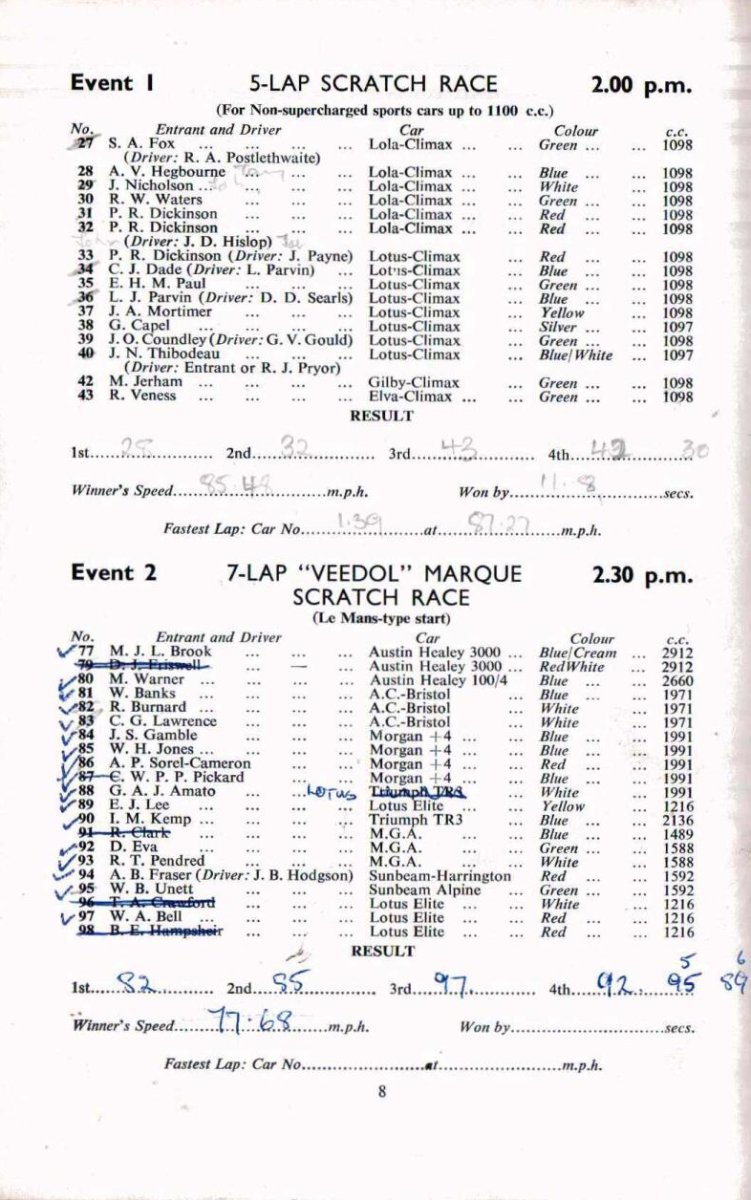 Event 1 5-LAP SCRATCH RACE 2.00 p.m.
(For Non-supercharged sports cars up to 1100 c.c.)
No. Entrant and Driver Car Colour c.c.
27 S. A. Fox ... ... ... ... Lola-Climax ... ... Green ... ... 1098
(Driver: R. A. Postlethwaite)
28 A. V. Hegbourne Tony ... ... Lola-Climax ... ... Blue ... ... 1098
29 J. Nicholson ... ... ... ... Lola-Climax ... ... White ... 1098
30 R. W. Waters ... ... ... Lola-Climax ... ... Green ... ... 1098
31 P. R. Dickinson ... ... ... Lola-Climax ... ... Red ... ... 1098
32 P. R. Dickinson ... ... ... Lola-Climax ... ... Red ... ... 1098
(Driver: J. D. Hislop)
33 P. R. Dickinson (Driver: J. Payne) Lotus-Climax ... Red ... ... 1098
34 C. J. Dade (Driver: L. Parvin) ... Lotus-Climax ... Blue ... ... 1098
35 E. H. M. Paul ... ... ... Lotus-Climax ... Green ... ... 1098
36 L. J. Parvin (Driver: D. D. Searls) Lotus-Climax ... Blue ... ... 1098
37 J. A. Mortimer ... ... ... Lotus-Climax ... Yellow ... 1098
38 G. Capel ... ... ... ... Lotus-Climax ... Silver ... ... 1097
39 J. O. Coundley (Driver: G. V. Gould) Lotus-Climax ... Green ... ... 1098
40 J. N. Thibodeau ... ... ... Lotus-Climax ... Blue/White ... 1097
(Driver: Entrant or R. J. Pryor)
42 M. Jerham ... ... ... ... Gilby-Climax ... Green ... ... 1098
43 R. Veness ... ... ... ... Elva-Climax ... ... Green ... ... 1098
RESULT
1st 28 2nd 32 3rd 43 4th 42 30
Winner's Speed 85.48 m.p.h. Won by 11.8 secs.
Fastest Lap: Car No. 1.39 at 87.27 m.p.h.
Event 2 7-LAP "VEEDOL" MARQUE 2.30 p.m.
SCRATCH RACE
(Le Mans-type start)
No. Entrant and Driver Car Colour c.c.
77 M. J. L. Brook ... ... ... Austin Healey 3000 ... Blue/Cream ... 2912
79 D. J. Friswell ... — ... Austin Healey 3000 ... Red White ... 2912
80 M. Warner ... ... ... ... Austin Healey 100/4 Blue ... ... 2660
81 W. Banks ... ... ... ... A.C.-Bristol ... Blue ... ... 1971
82 R. Burnard ... ... ... ... A.C.-Bristol ... White ... 1971
83 C. G. Lawrence ... ... ... A.C.-Bristol ... White ... 1971
84 J. S. Gamble ... ... ... Morgan +4 ... ... Blue ... ... 1991
85 W. H. Jones ... ... ... ... Morgan +4 ... ... Blue ... ... 1991
86 A. P. Sorel-Cameron ... ... Morgan +4 ... ... Red ... ... 1991
87 C. W. P. P. Pickard ... ... Morgan +4 ... ... Blue ... ... 1991
88 G. A. J. Amato ... LOTUS Triumph TR3 ... White ... 1991
89 E. J. Lee ... ... ... ... Lotus Elite ... ... Yellow ... 1216
90 I. M. Kemp ... ... ... ... Triumph TR3 ... Blue ... ... 2136
91 R. Clark ... ... ... ... M.G.A. ... ... Blue ... ... 1489
92 D. Eva ... ... ... ... M.G.A. ... ... Green ... ... 1588
93 R. T. Pendred ... ... ... M.G.A. ... ... White ... 1588
94 A. B. Fraser (Driver: J. B. Hodgson) Sunbeam-Harrington Red ... ... 1592
95 W. B. Unett ... ... ... Sunbeam Alpine ... Green ... ... 1592
96 T. A. Crawford ... ... ... Lotus Elite ... ... White ... 1216
97 W. A. Bell ... ... ... ... Lotus Elite ... ... Red ... ... 1216
98 B. E. Hampsheir ... ... ... Lotus Elite ... ... Red ... ... 1216
RESULT
5 6
1st 82 2nd 85 3rd 97 4th 92 95 89
Winner's Speed 77.68 m.p.h. Won by secs.
Fastest Lap: Car No. at m.p.h.
8